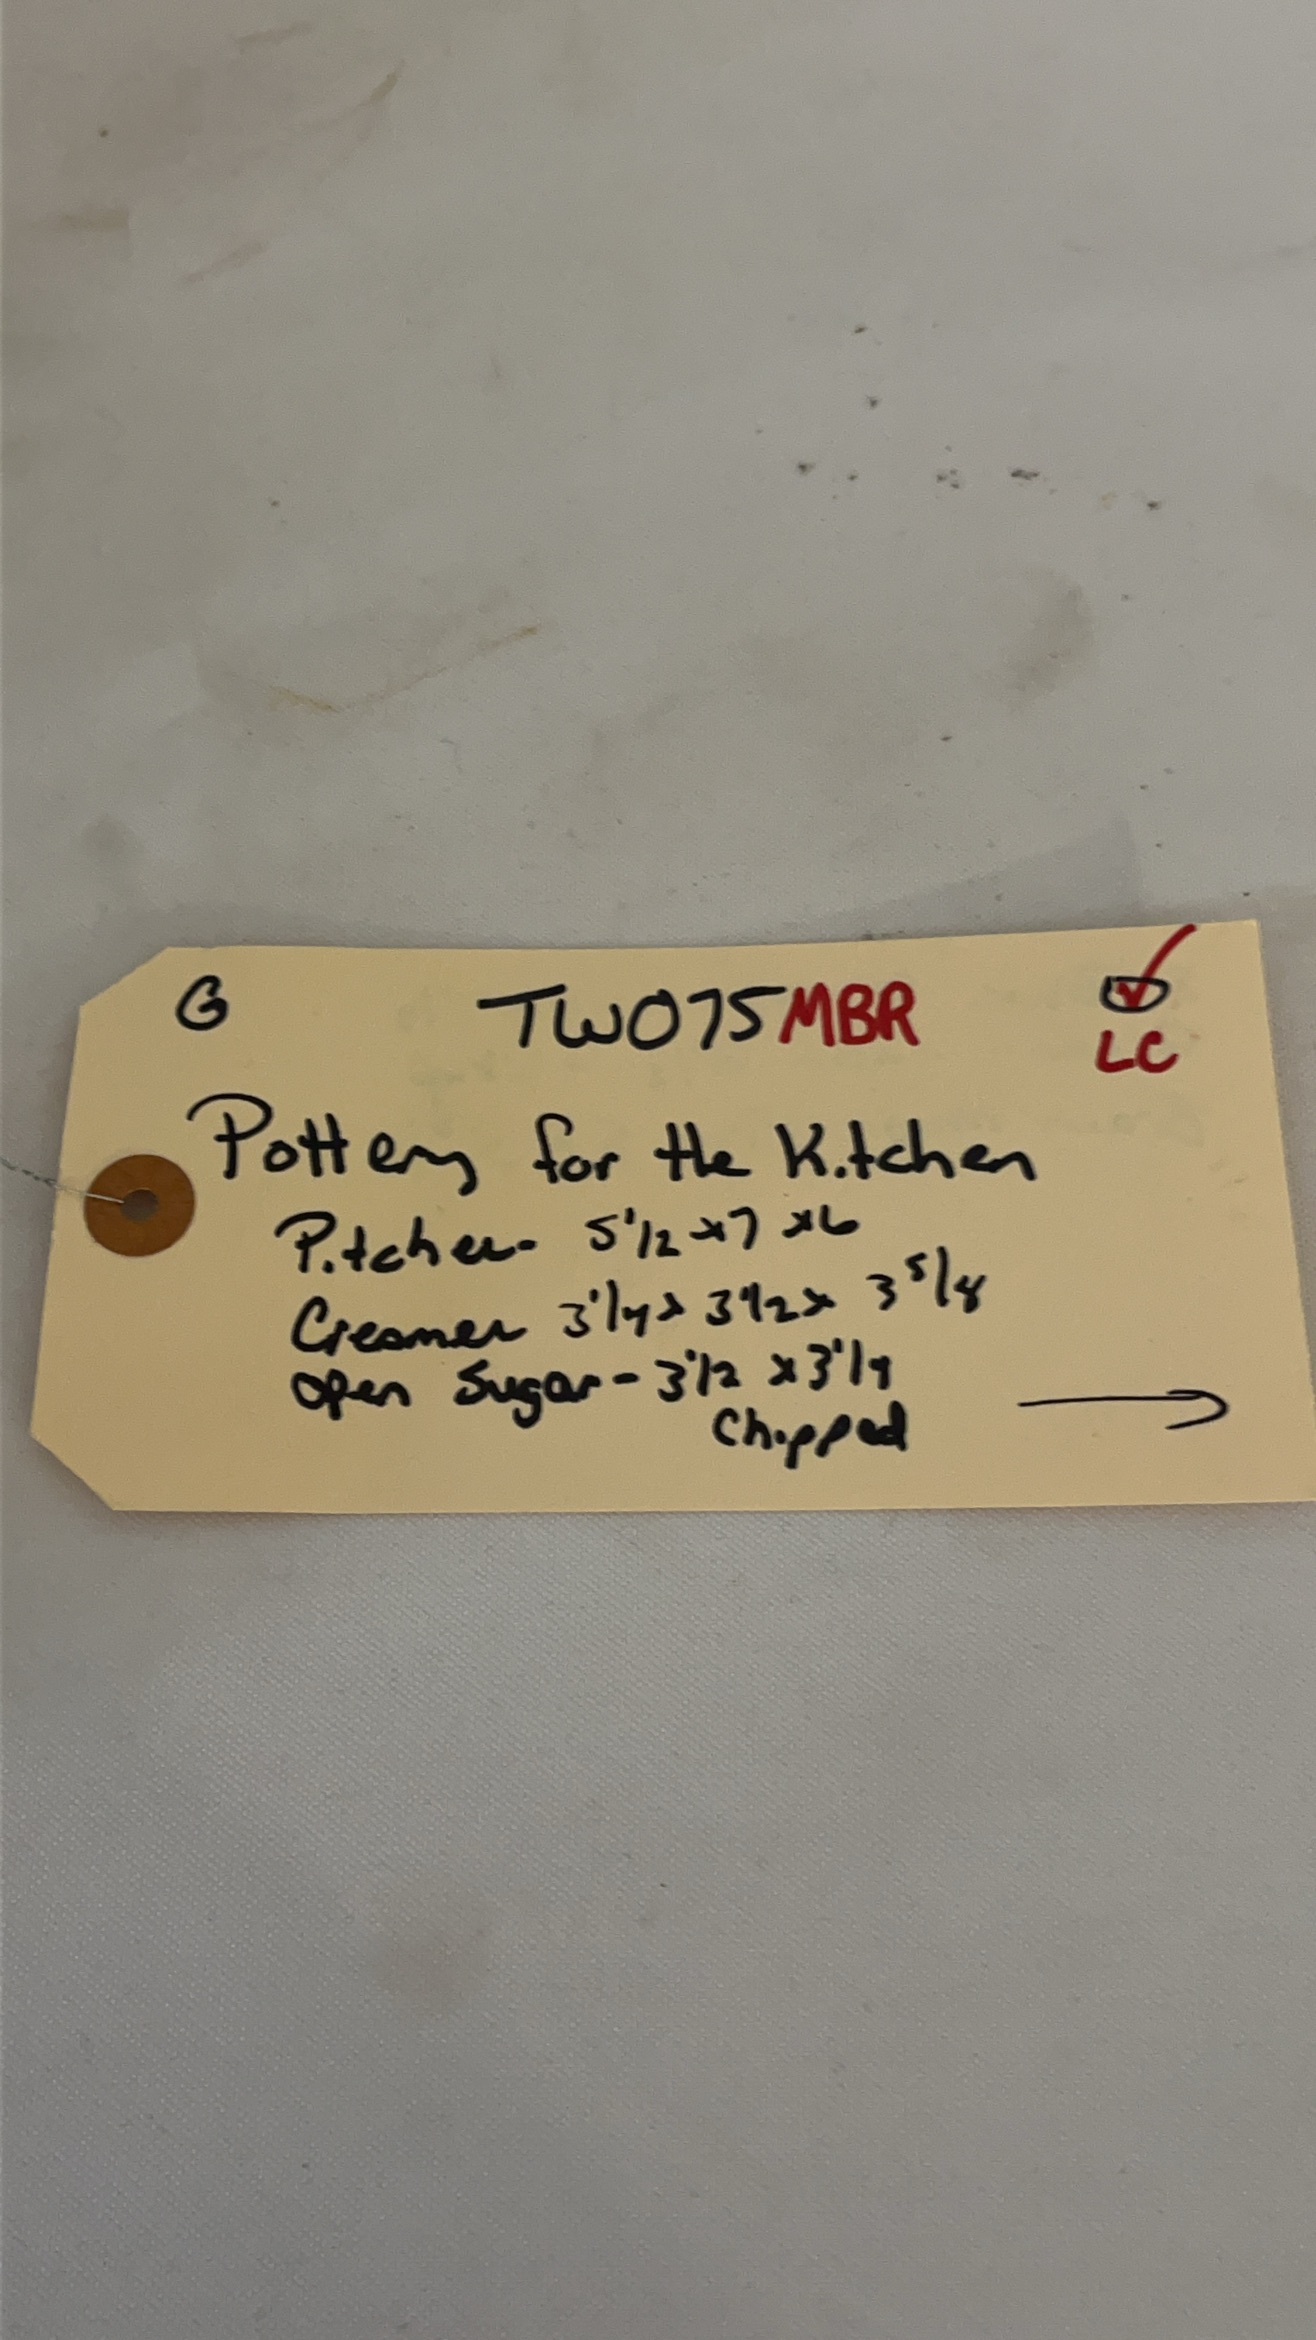 G TW075MBR ✓
LC
Pottery for the Kitchen
Pitcher- 5 1/2 x 7 x 6
Creamer 3 1/4 x 3 1/2 x 3 5/8
open Sugar - 3 1/2 x 3 1/4
Chipped →